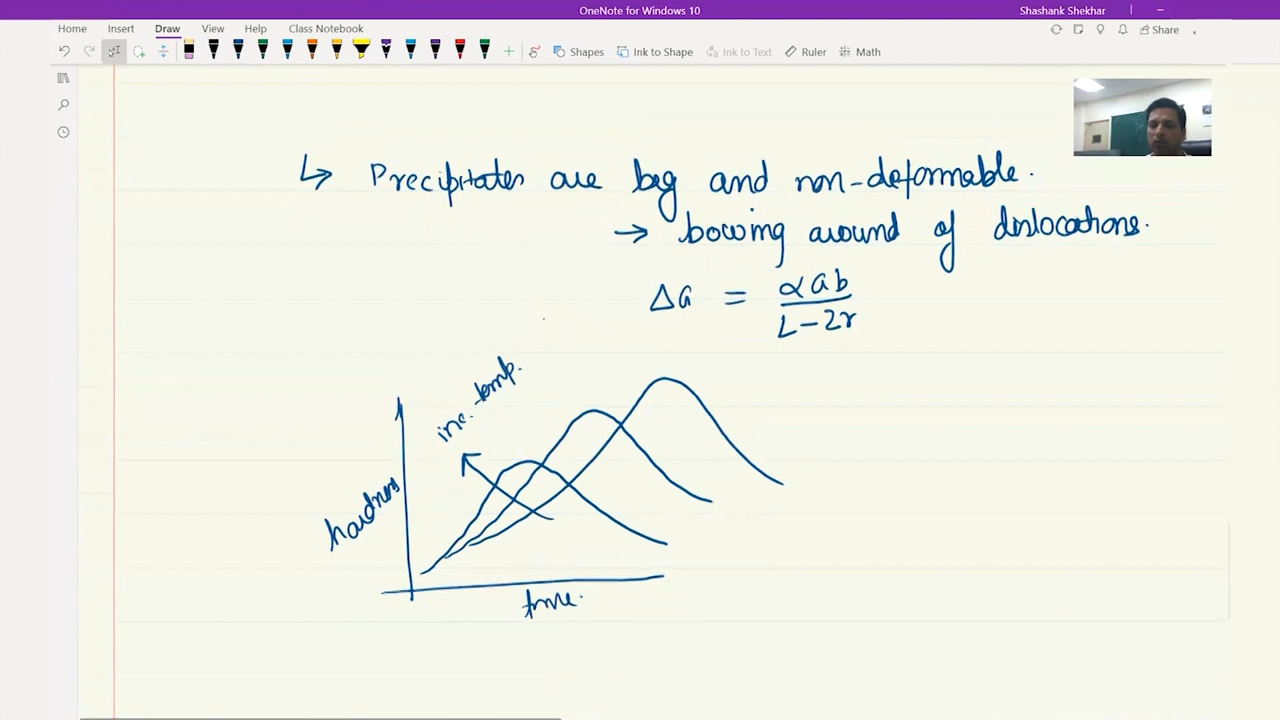 OneNote for Windows 10
Shashank Shekhar
Home Insert Draw View Help Class Notebook
Share
Shapes Ink to Shape Ink to Text Ruler Math
↳ Precipitates are big and non-deformable.
→ bowing around of dislocations.
Δσ = αGb / L-2r
inc. temp.
hardness
time.